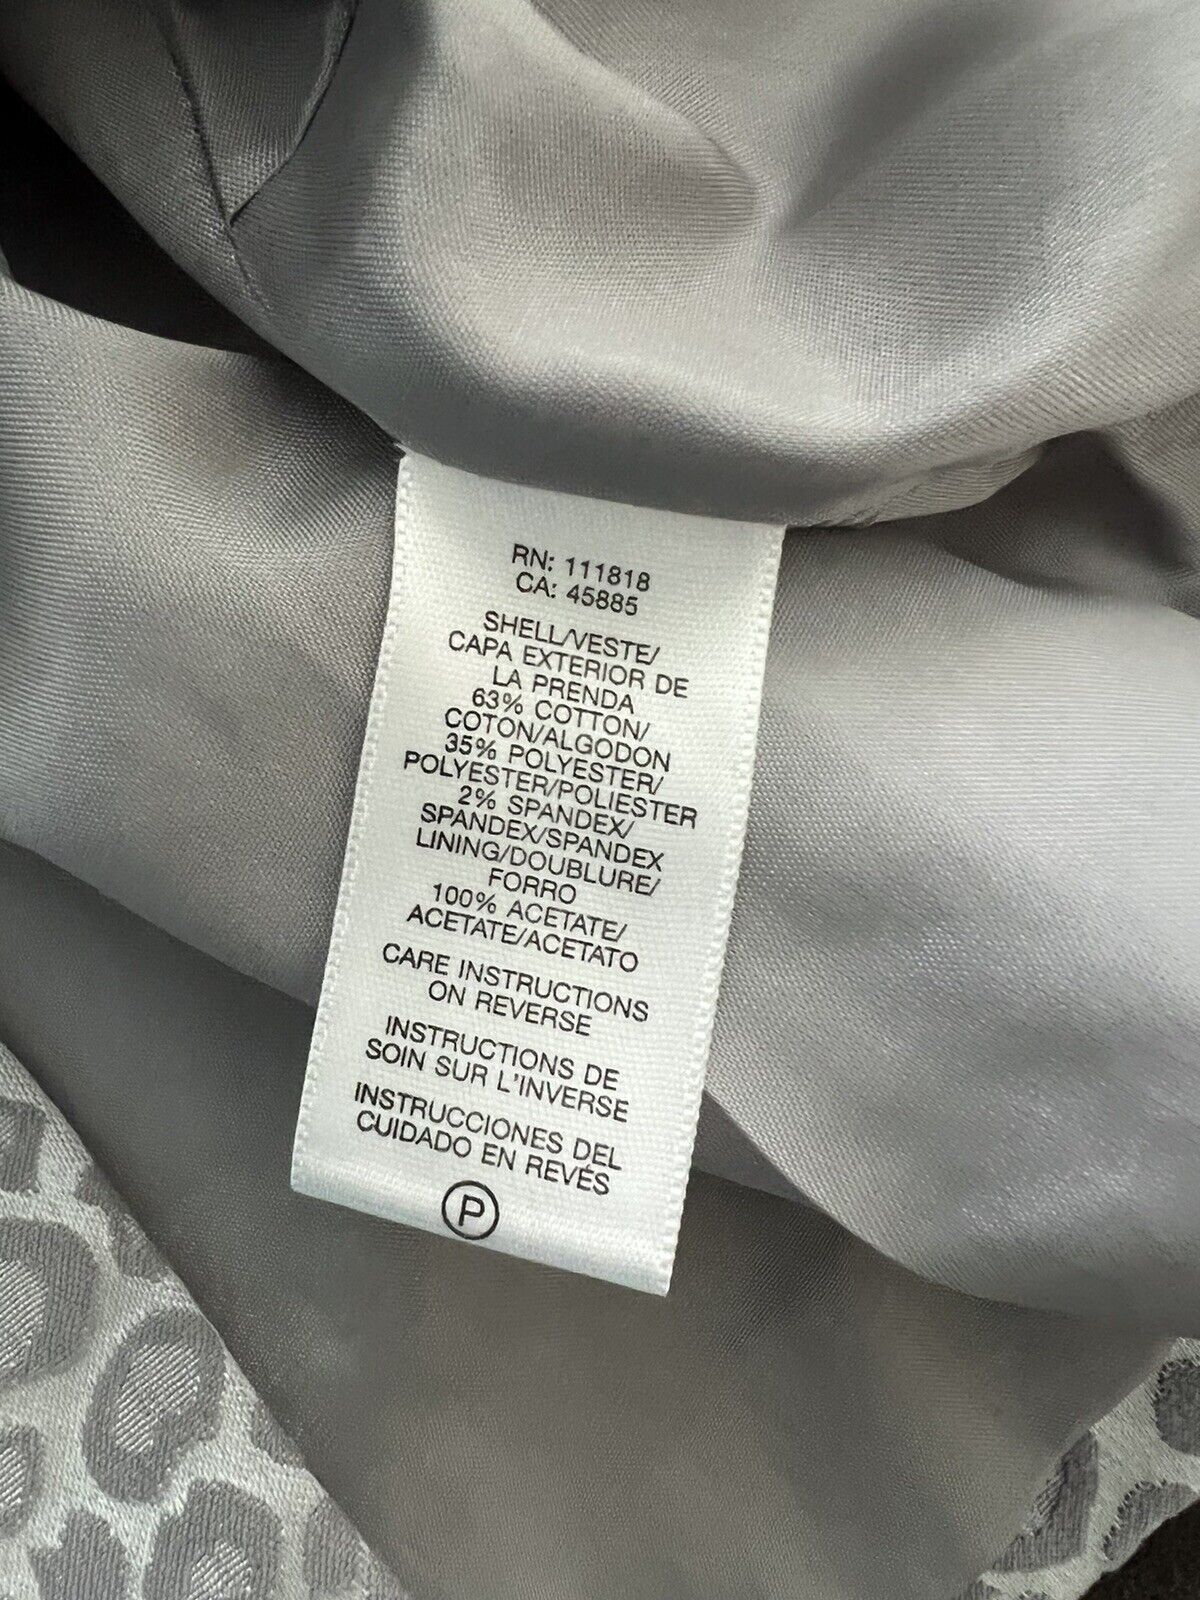 RN: 111818
CA: 45885
SHELL/VESTE/
CAPA EXTERIOR DE
LA PRENDA
63% COTTON/
COTON/ALGODON
35% POLYESTER/
POLYESTER/POLIESTER
2% SPANDEX/
SPANDEX/SPANDEX
LINING/DOUBLURE/
FORRO
100% ACETATE/
ACETATE/ACETATO
CARE INSTRUCTIONS
ON REVERSE
INSTRUCTIONS DE
SOIN SUR L'INVERSE
INSTRUCCIONES DEL
CUIDADO EN REVÉS
P